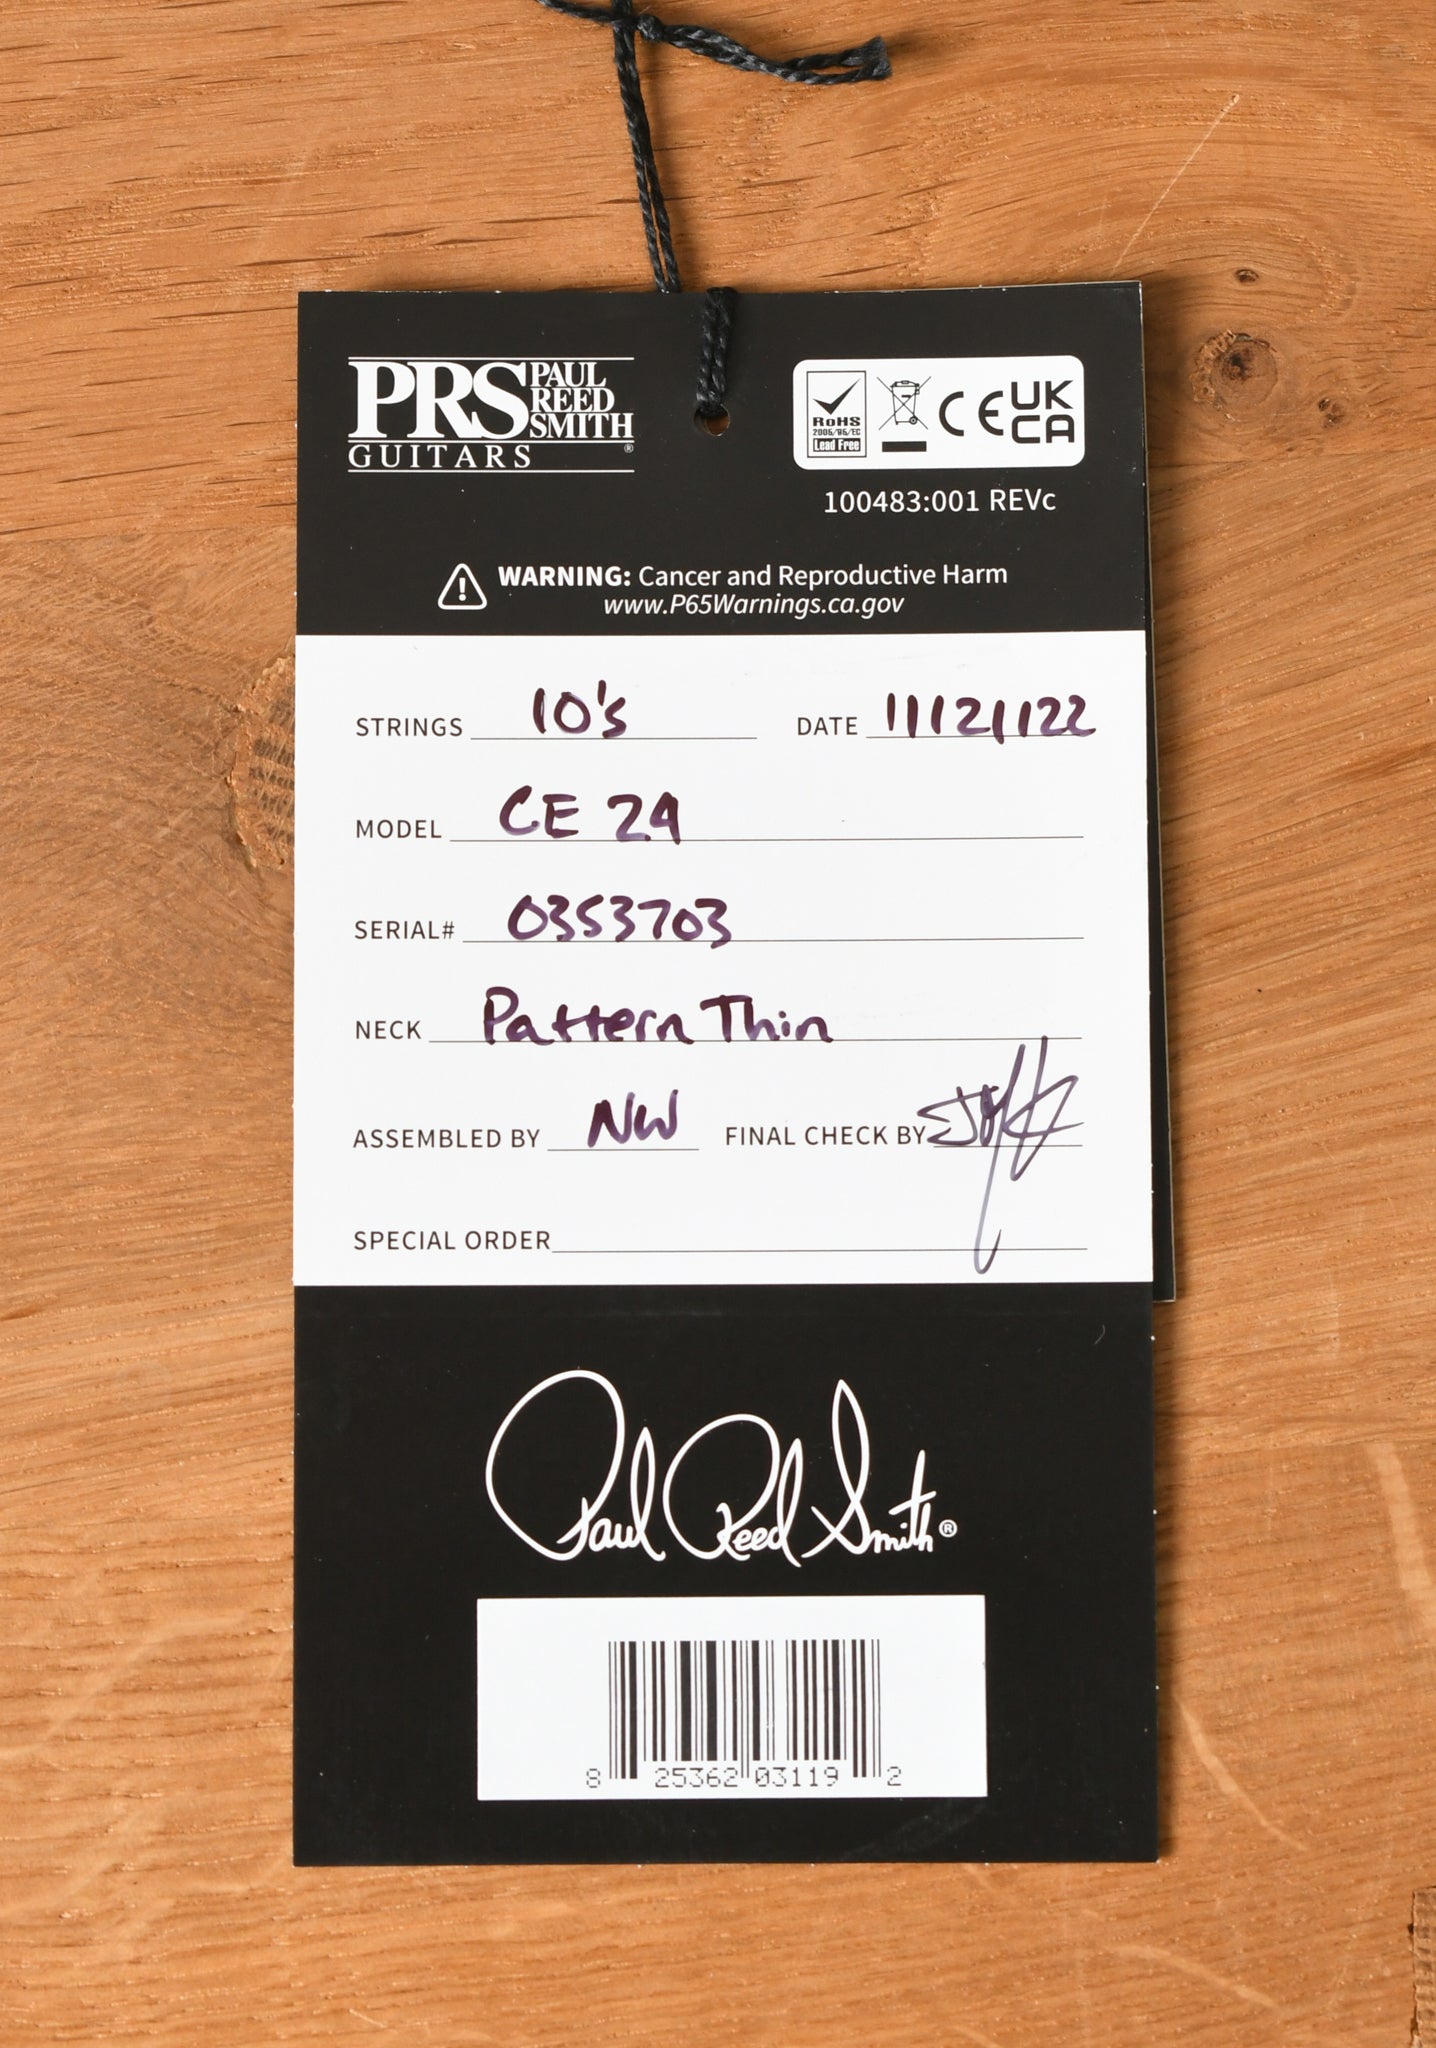 PRS PAUL REED SMITH
GUITARS ®
RoHS
2005/95/EC
Lead Free
CE UK CA
100483:001 REVc
WARNING: Cancer and Reproductive Harm
www.P65Warnings.ca.gov
STRINGS 10's DATE 11/21/22
MODEL CE 24
SERIAL# 0353703
NECK Pattern Thin
ASSEMBLED BY NW FINAL CHECK BY
SPECIAL ORDER
Paul Reed Smith ®
8 25362 03119 2